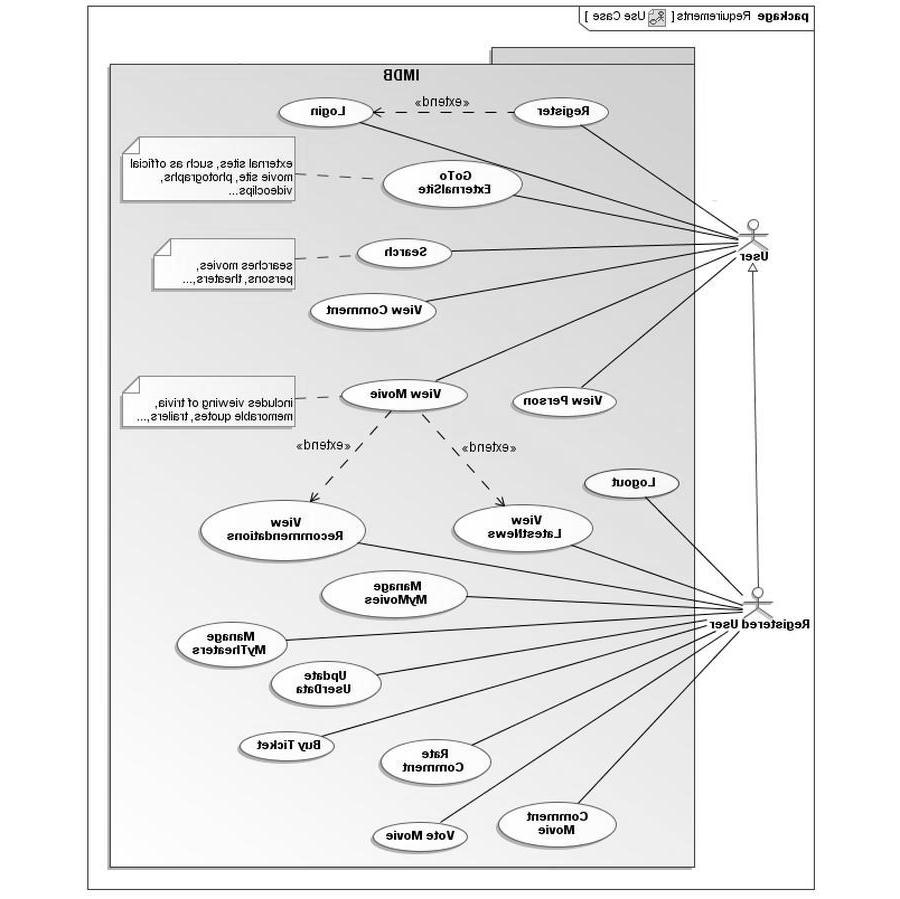 package Requirements [ Use Case ]
IMDB
Login
«extend»
Register
external sites, such as official
movie site, photographs,
videoclips...
GoTo
ExternalSite
Search
searches movies,
persons, theaters,...
User
View Comment
View Movie
includes viewing of trivia,
memorable quotes, trailers,...
View Person
«extend»
«extend»
Logout
View
Recommendations
View
LatestNews
Manage
MyMovies
Registered User
Manage
MyTheaters
Update
UserData
Buy Ticket
Rate
Comment
Comment
Movie
Vote Movie